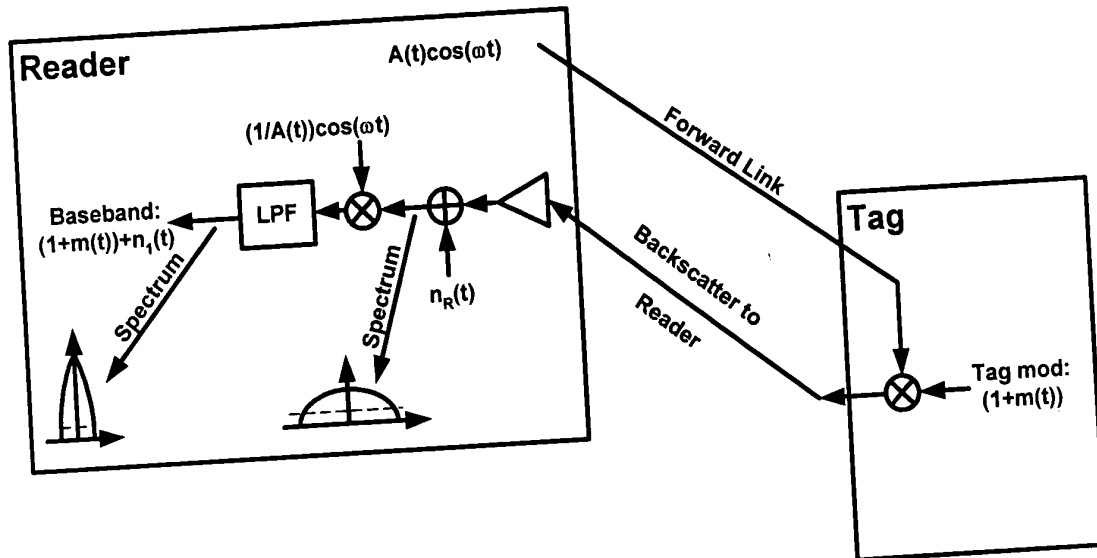 Reader
A(t)cos(ωt)
(1/A(t))cos(ωt)
Forward Link
LPF
Baseband:
(1+m(t))+n₁(t)
Spectrum
Spectrum
n_R(t)
Backscatter to
Reader
Tag
Tag mod:
(1+m(t))